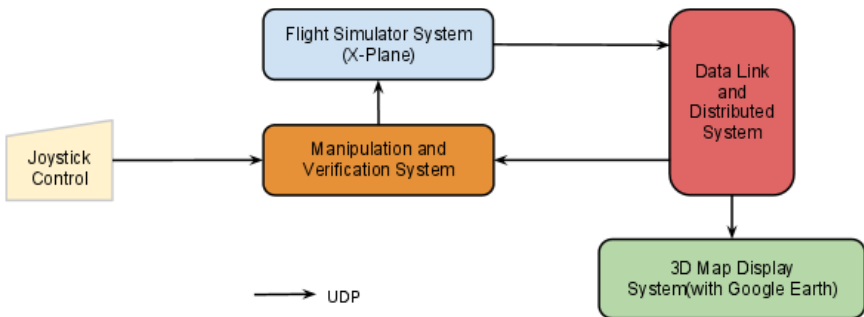 Flight Simulator System
(X-Plane)
Data Link
and
Distributed
System
Joystick
Control
Manipulation and
Verification System
3D Map Display
System(with Google Earth)
UDP